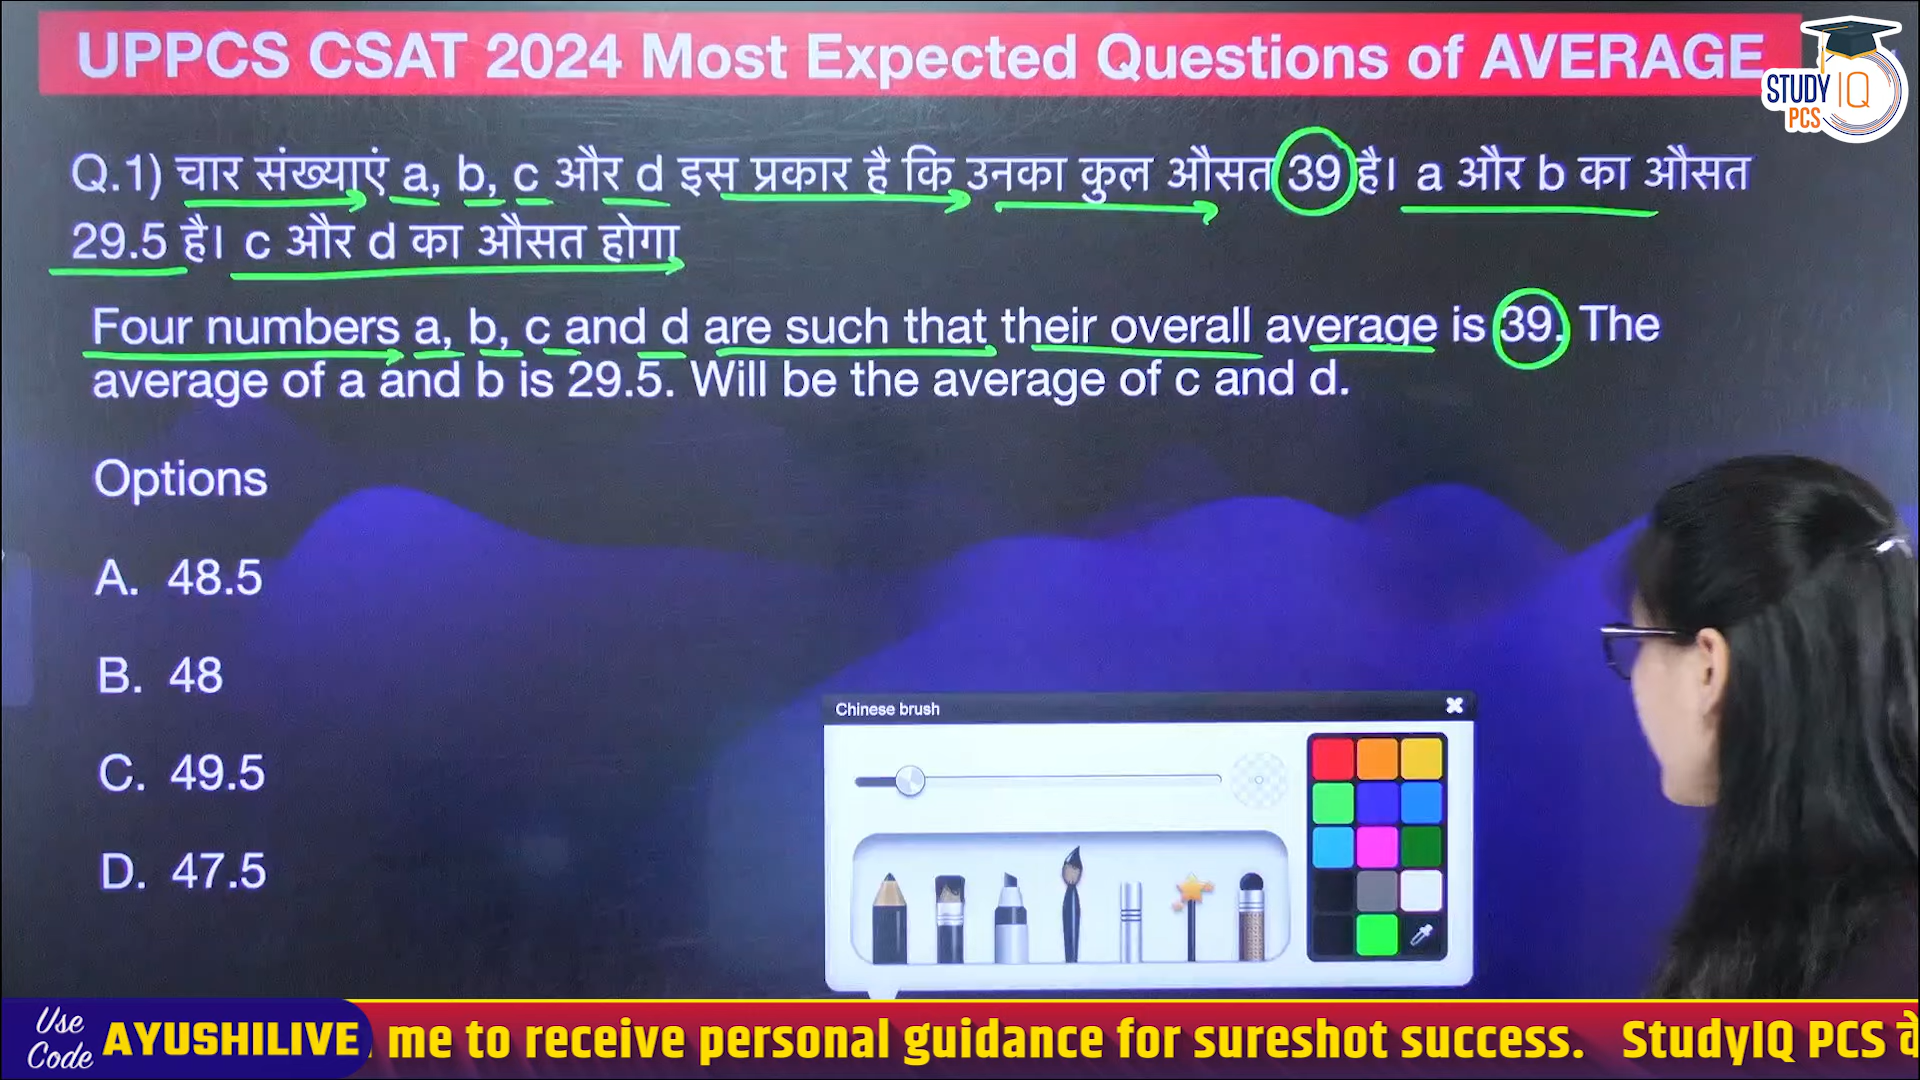 UPPCS CSAT 2024 Most Expected Questions of AVERAGE
STUDY IQ
PCS
Q.1) चार संख्याएं a, b, c और d इस प्रकार है कि उनका कुल औसत 39 है। a और b का औसत
29.5 है। c और d का औसत होगा
Four numbers a, b, c and d are such that their overall average is 39. The
average of a and b is 29.5. Will be the average of c and d.
Options
A. 48.5
B. 48
C. 49.5
D. 47.5
Chinese brush
Use
Code
AYUSHILIVE
me to receive personal guidance for sureshot success. StudyIQ PCS के